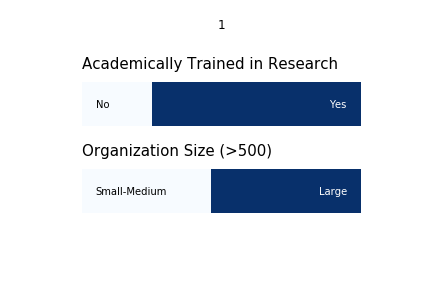 1
Academically Trained in Research
No Yes
Organization Size (>500)
Small-Medium Large